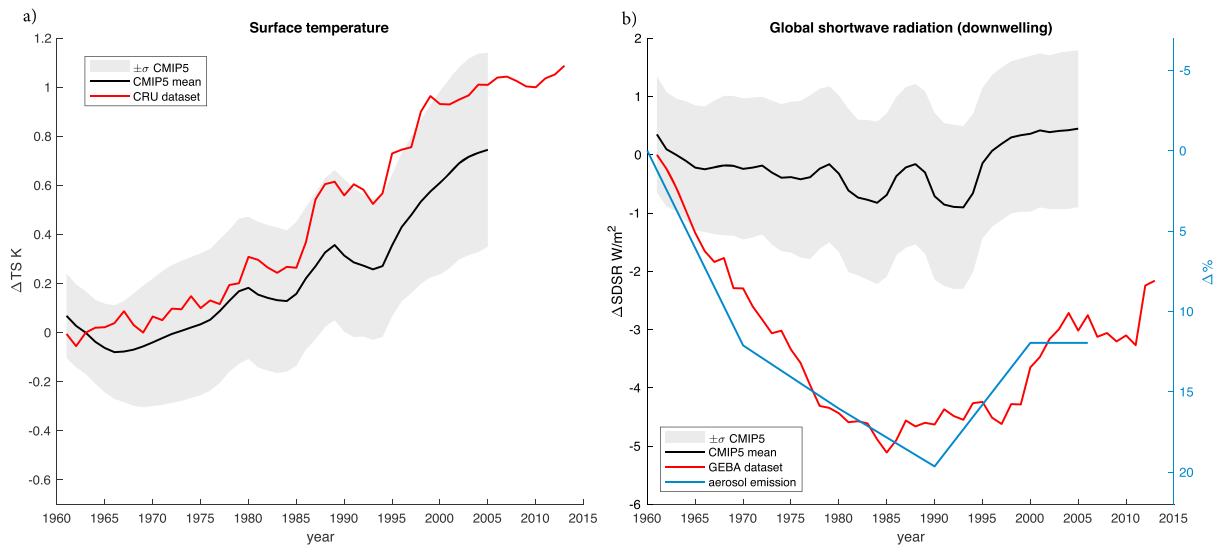 a)
Surface temperature
1.2
1
0.8
0.6
0.4
0.2
0
-0.2
-0.4
-0.6
ΔTS K
±σ CMIP5
CMIP5 mean
CRU dataset
1960 1965 1970 1975 1980 1985 1990 1995 2000 2005 2010 2015
year
b)
Global shortwave radiation (downwelling)
2
1
0
-1
-2
-3
-4
-5
-6
ΔSDSR W/m²
±σ CMIP5
CMIP5 mean
GEBA dataset
aerosol emission
-5
0
5
10
15
20
Δ%
1960 1965 1970 1975 1980 1985 1990 1995 2000 2005 2010 2015
year